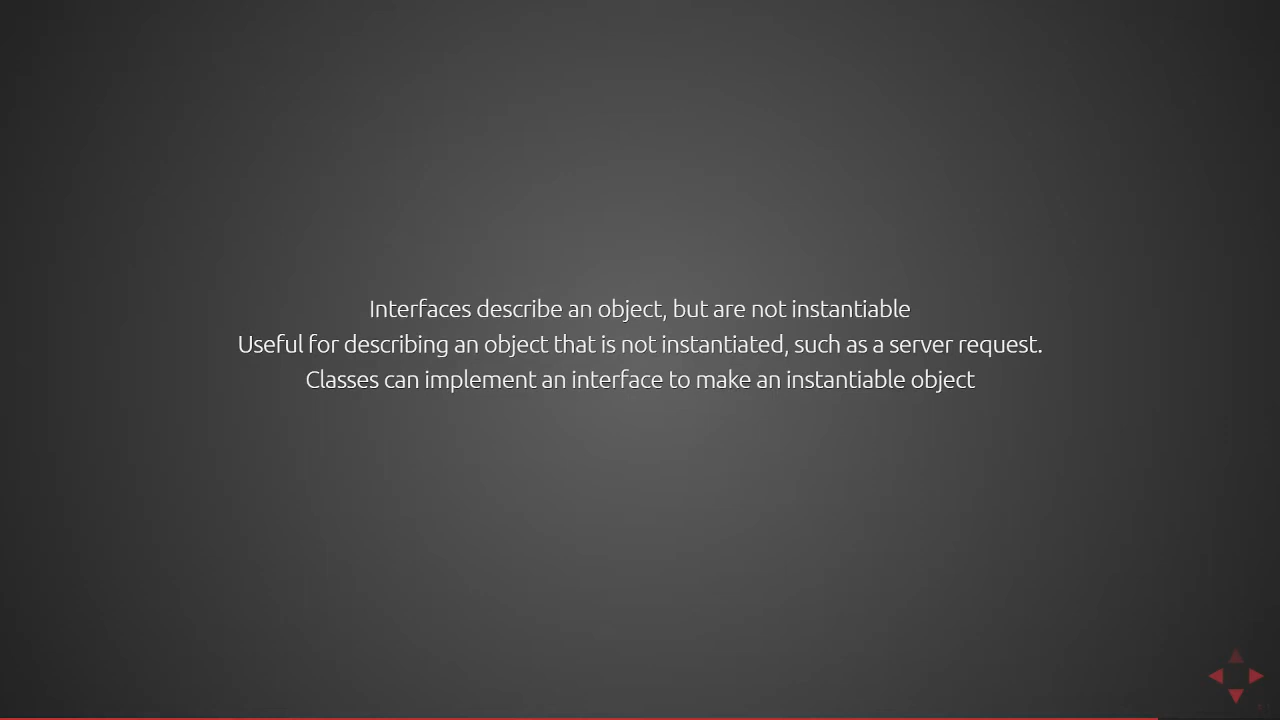 Interfaces describe an object, but are not instantiable
Useful for describing an object that is not instantiated, such as a server request.
Classes can implement an interface to make an instantiable object